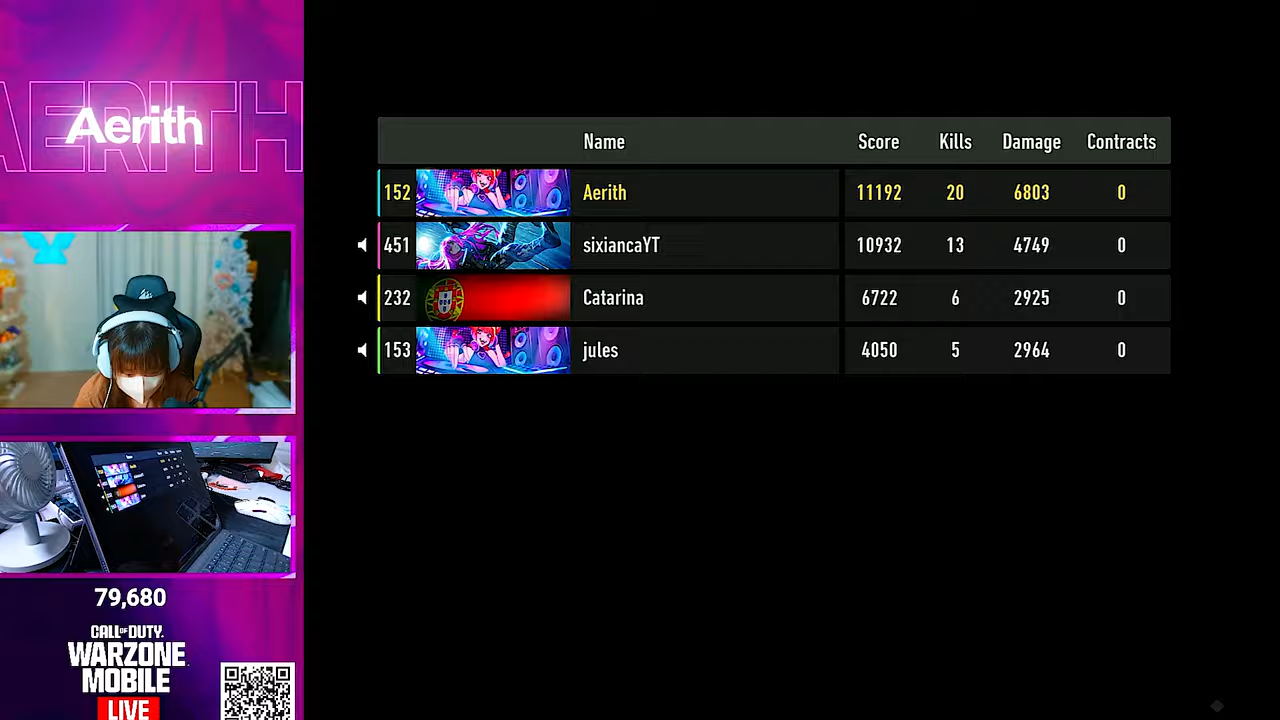 AERITH
Aerith
79,680
CALL OF DUTY.
WARZONE
MOBILE
LIVE
Name Score Kills Damage Contracts
152 Aerith 11192 20 6803 0
451 sixiancaYT 10932 13 4749 0
232 Catarina 6722 6 2925 0
153 jules 4050 5 2964 0